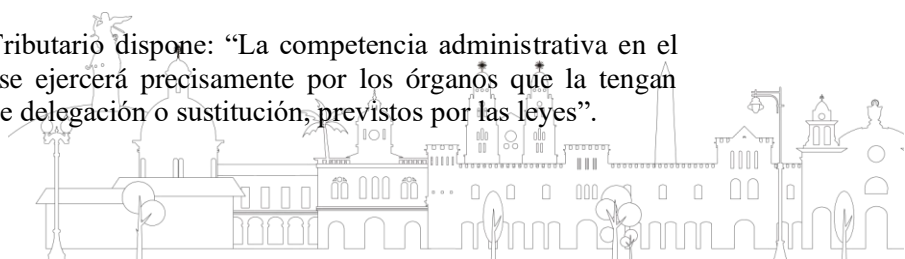 Tributario dispone: “La competencia administrativa en el
se ejercerá precisamente por los órganos que la tengan
e delegación o sustitución, previstos por las leyes”.